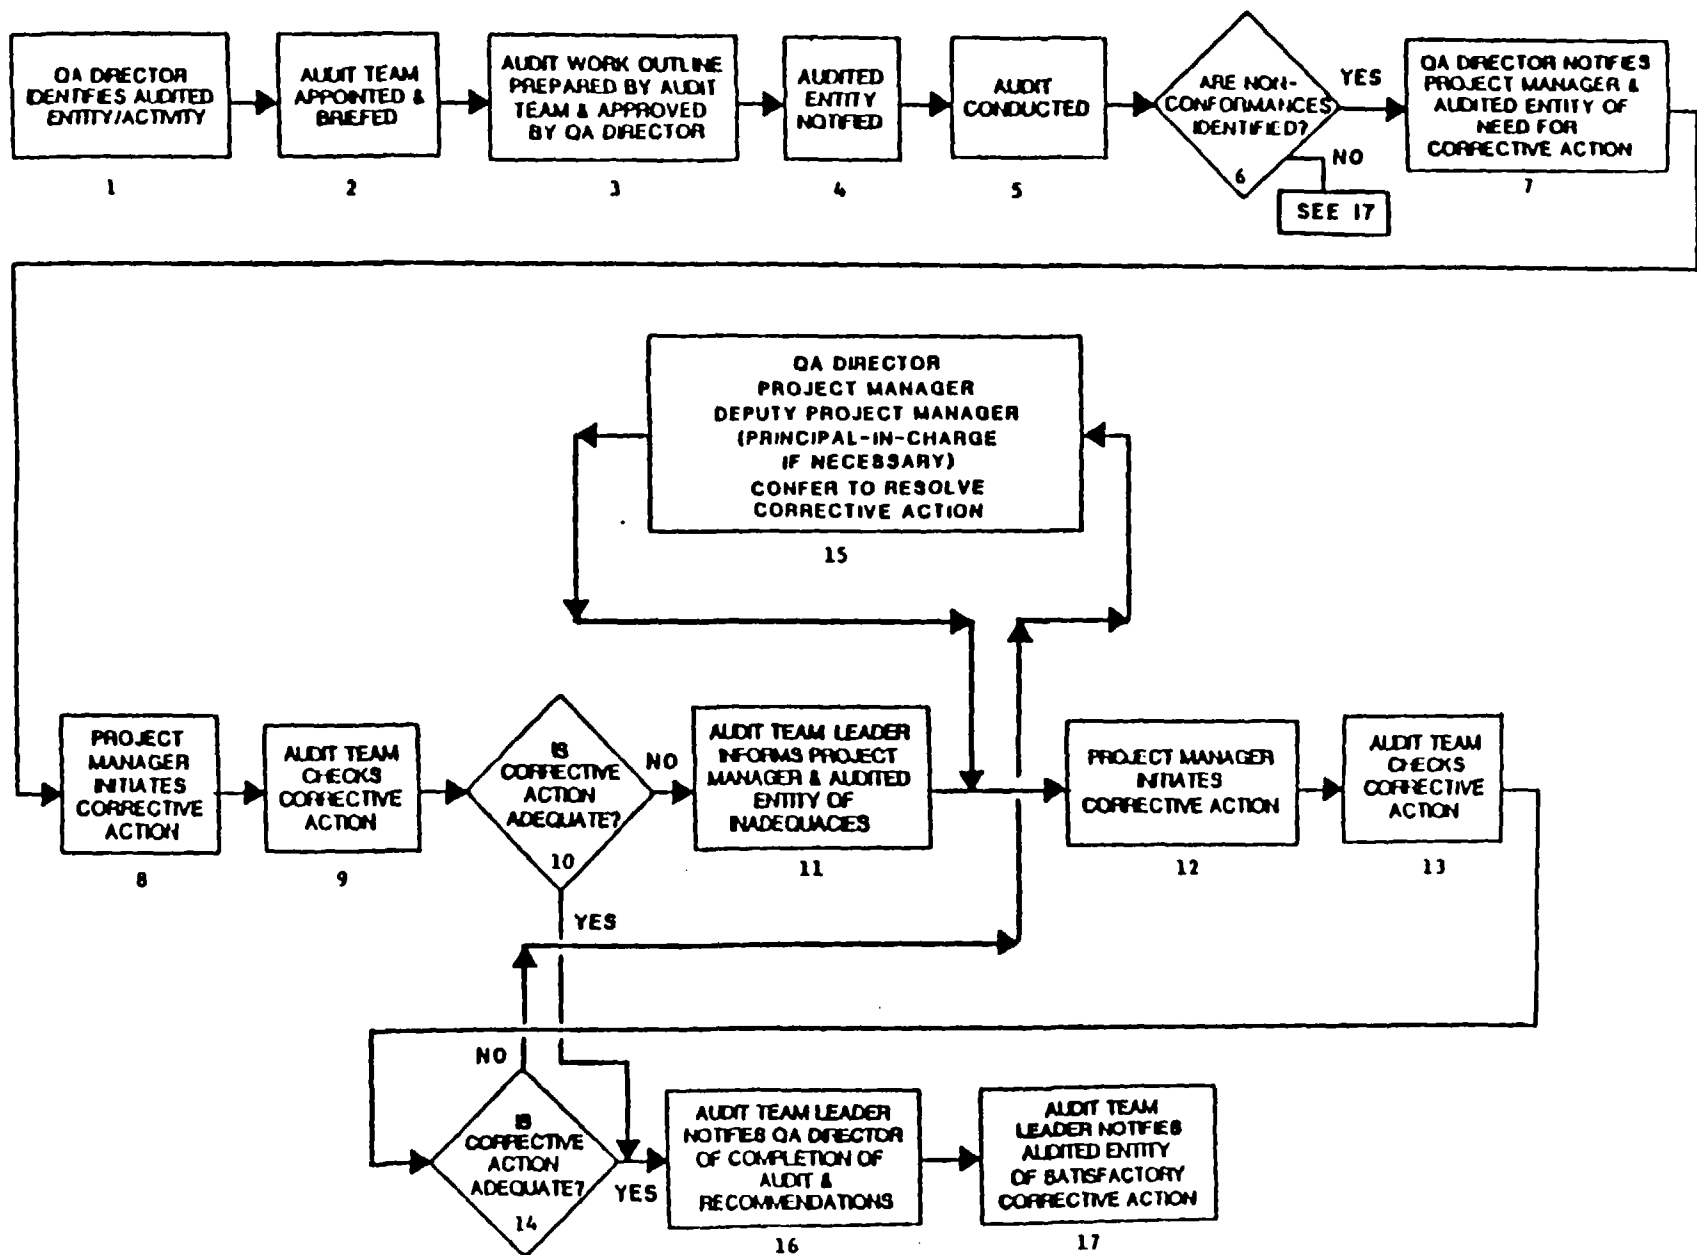 QA DIRECTOR
IDENTIFIES AUDITED
ENTITY/ACTIVITY
1
AUDIT TEAM
APPOINTED &
BRIEFED
2
AUDIT WORK OUTLINE
PREPARED BY AUDIT
TEAM & APPROVED
BY QA DIRECTOR
3
AUDITED
ENTITY
NOTIFIED
4
AUDIT
CONDUCTED
5
ARE NON-
CONFORMANCES
IDENTIFIED?
6
YES
NO
SEE 17
QA DIRECTOR NOTIFIES
PROJECT MANAGER &
AUDITED ENTITY OF
NEED FOR
CORRECTIVE ACTION
7
QA DIRECTOR
PROJECT MANAGER
DEPUTY PROJECT MANAGER
(PRINCIPAL-IN-CHARGE
IF NECESSARY)
CONFER TO RESOLVE
CORRECTIVE ACTION
15
PROJECT
MANAGER
INITIATES
CORRECTIVE
ACTION
8
AUDIT TEAM
CHECKS
CORRECTIVE
ACTION
9
IS
CORRECTIVE
ACTION
ADEQUATE?
10
NO
YES
AUDIT TEAM LEADER
INFORMS PROJECT
MANAGER & AUDITED
ENTITY OF
INADEQUACIES
11
PROJECT MANAGER
INITIATES
CORRECTIVE ACTION
12
AUDIT TEAM
CHECKS
CORRECTIVE
ACTION
13
NO
IS
CORRECTIVE
ACTION
ADEQUATE?
14
YES
AUDIT TEAM LEADER
NOTIFIES QA DIRECTOR
OF COMPLETION OF
AUDIT &
RECOMMENDATIONS
16
AUDIT TEAM
LEADER NOTIFIES
AUDITED ENTITY
OF SATISFACTORY
CORRECTIVE ACTION
17